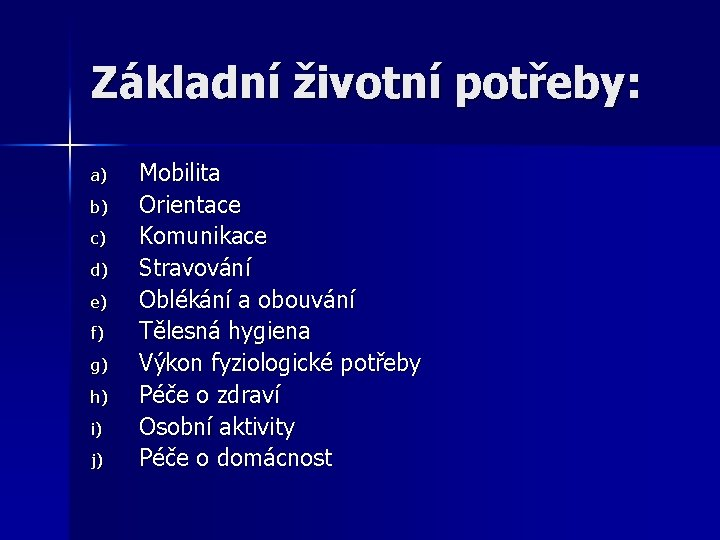 Základní životní potřeby:
a) Mobilita
b) Orientace
c) Komunikace
d) Stravování
e) Oblékání a obouvání
f) Tělesná hygiena
g) Výkon fyziologické potřeby
h) Péče o zdraví
i) Osobní aktivity
j) Péče o domácnost